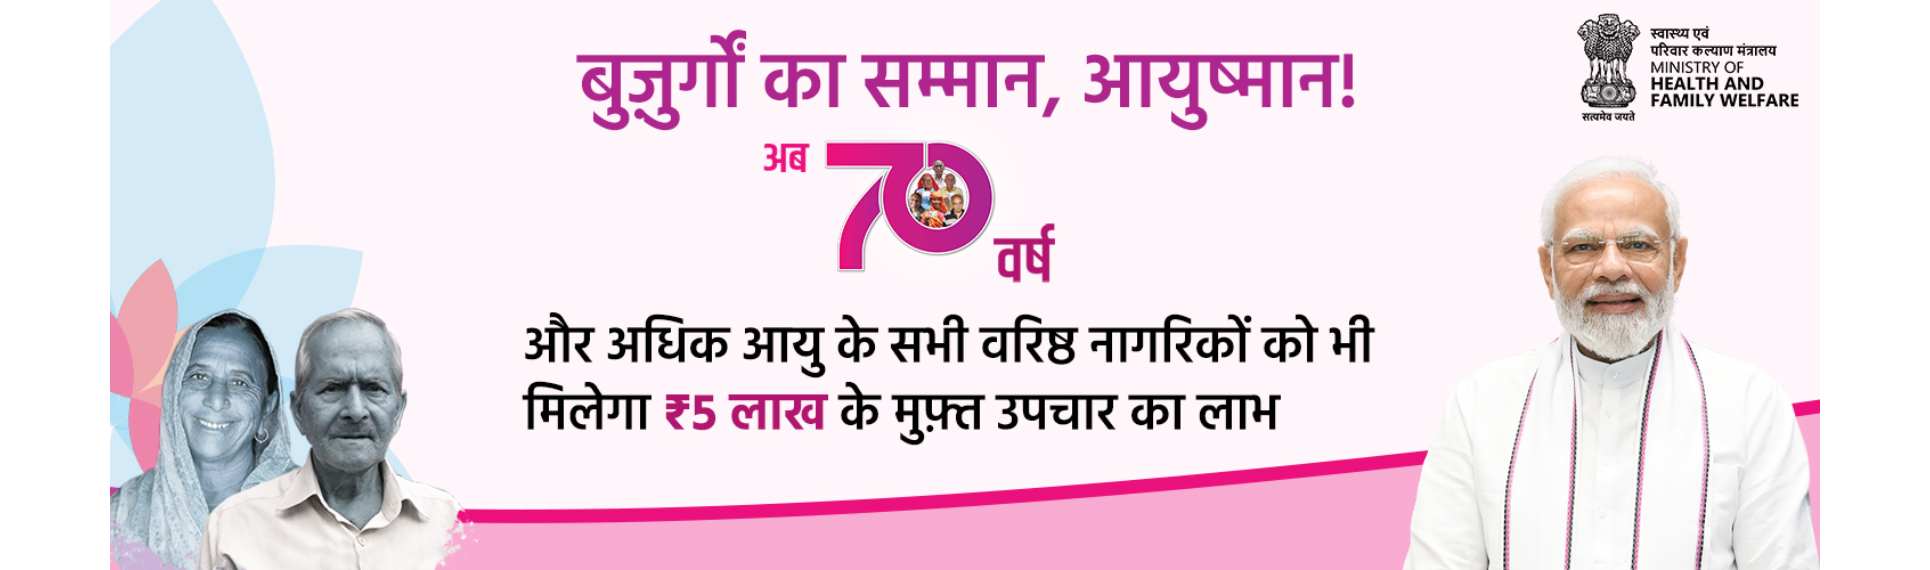 बुज़ुर्गों का सम्मान, आयुष्मान!
अब 70 वर्ष
और अधिक आयु के सभी वरिष्ठ नागरिकों को भी
मिलेगा ₹5 लाख के मुफ़्त उपचार का लाभ
स्वास्थ्य एवं
परिवार कल्याण मंत्रालय
MINISTRY OF
HEALTH AND
FAMILY WELFARE
सत्यमेव जयते